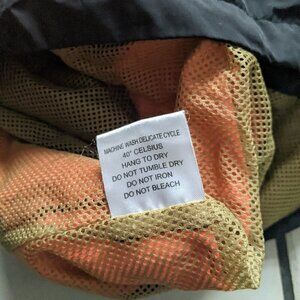 MACHINE WASH DELICATE CYCLE
40° CELSIUS
HANG TO DRY
DO NOT TUMBLE DRY
DO NOT IRON
DO NOT BLEACH